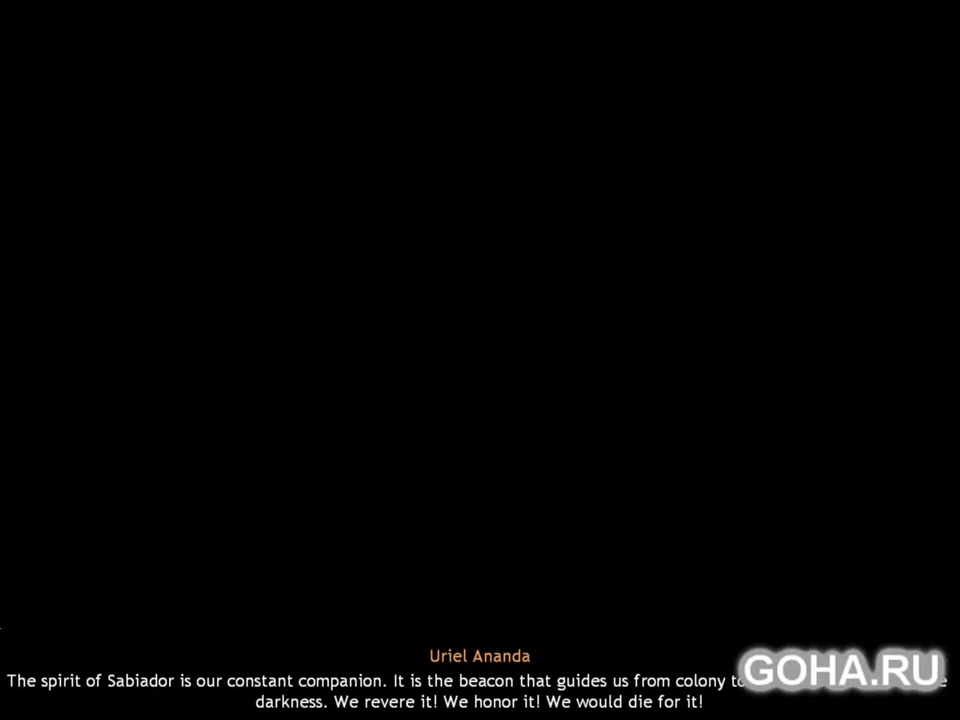 Uriel Ananda
GOHA.RU
The spirit of Sabiador is our constant companion. It is the beacon that guides us from colony
darkness. We revere it! We honor it! We would die for it!